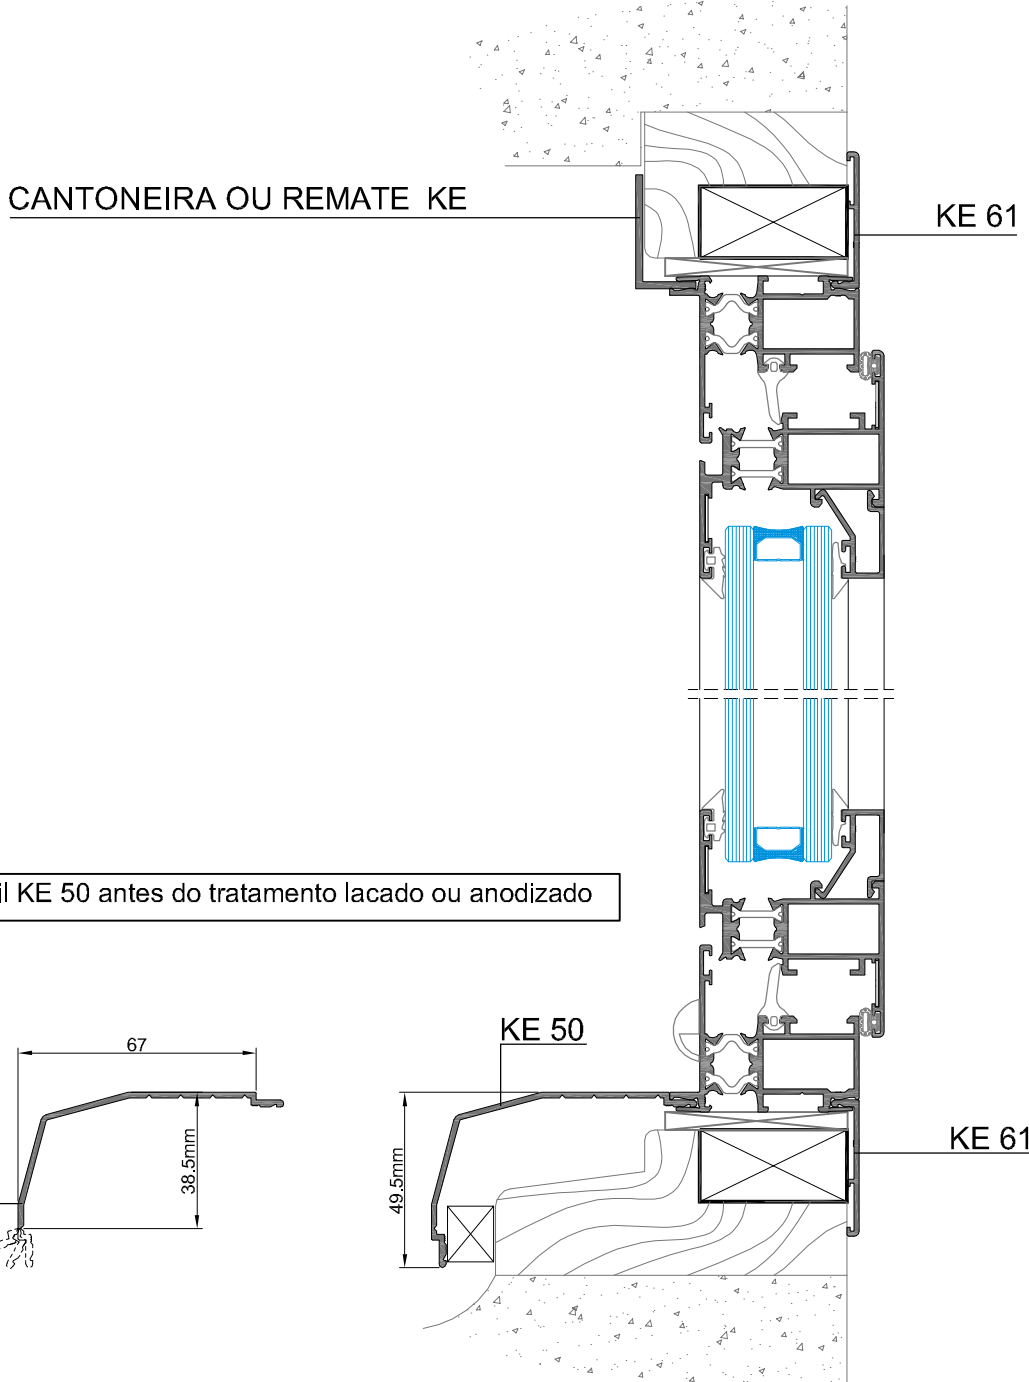 CANTONEIRA OU REMATE KE
KE 61
KE 50 antes do tratamento lacado ou anodizado
KE 50
67
38.5mm
49.5mm
KE 61